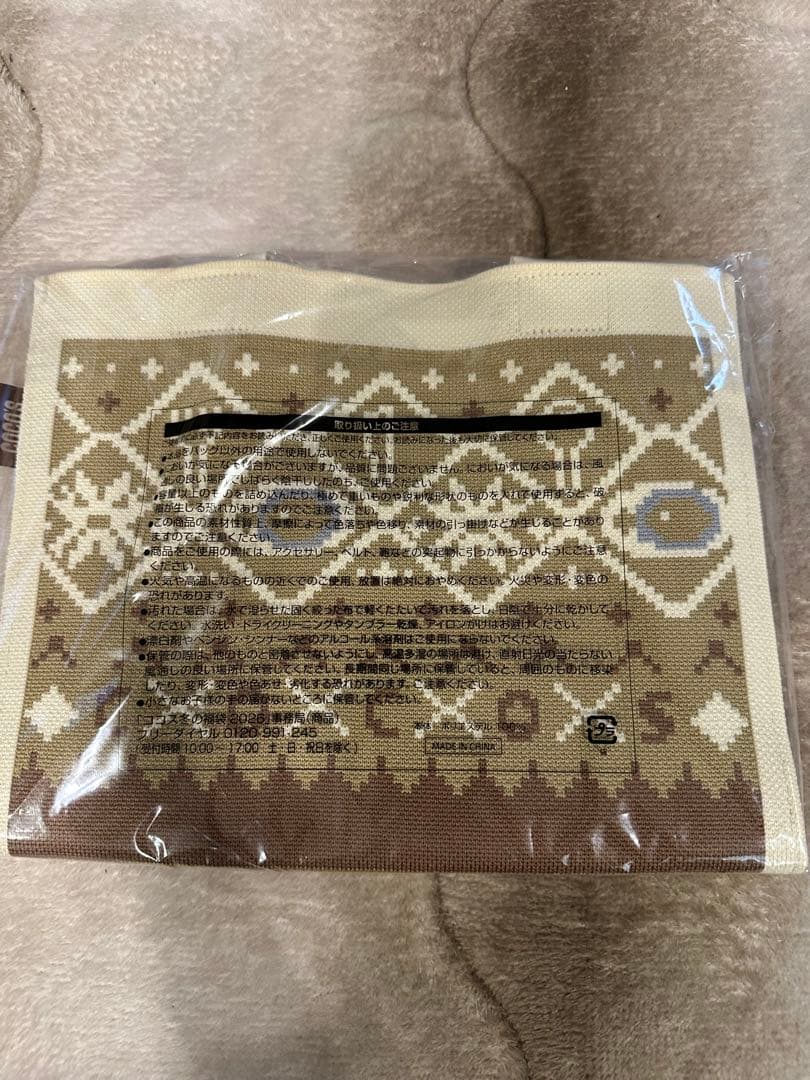 取り扱い上のご注意
必ず下記内容をお読みいただき、正しくご使用ください。お読みになった後も大切に保管してください。
●本品をバッグ以外の用途で使用しないでください。
●においが気になる場合がございますが、品質に問題ございません。においが気になる場合は、風
通しの良い場所でしばらく陰干ししたのち、ご使用ください。
●容量以上のものを詰め込んだり、極めて重いものや鋭利な形状のものを入れて使用すると、破
損が生じる恐れがありますのでご注意ください。
●この商品の素材性質上、摩擦によって色落ちや色移り、素材の引っ掛けなどが生じることがあり
ますのでご注意ください。
●商品をご使用の際には、アクセサリー、ベルト、鞄などの突起物に引っかからないようにご注意
ください。
●火気や高温になるものの近くでのご使用、放置は絶対におやめください。火災や変形・変色の
恐れがあります。
●汚れた場合は、水で湿らせた固く絞った布で軽くたたいて汚れを落とし、日陰で十分に乾かして
ください。水洗い・ドライクリーニングやタンブラー乾燥、アイロンがけはお避けください。
●漂白剤やベンジン・シンナーなどのアルコール系溶剤はご使用にならないでください。
●保管の際は、他のものと密着させないようにし、高温多湿の場所は避け、直射日光の当たらない
風通しの良い場所に保管してください。長期間同じ場所に保管していると、周囲のものに移染
したり、変形・変色や色あせ、劣化する恐れがあります。ご注意ください。
●小さなお子様の手の届かないところに保管してください。
「ココス冬の福袋 2026」事務局(商品)
フリーダイヤル 0120-991-245
(受付時間 10:00～17:00 土・日・祝日を除く)
本体:ポリエステル 100%
MADE IN CHINA
プラ
COCO'S
C O S